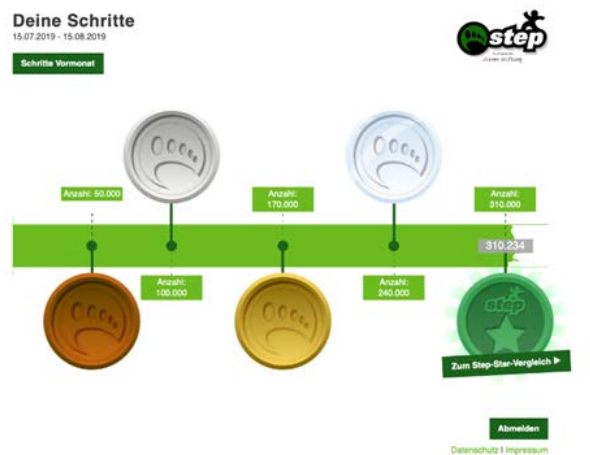 Deine Schritte
15.07.2019 - 15.08.2019
step
Schritte Vormonat
Anzahl: 50.000
Anzahl:
170.000
Anzahl:
310.000
310.234
Anzahl:
100.000
Anzahl:
240.000
step
Zum Step-Star-Vergleich ▶
Abmelden
Datenschutz | Impressum